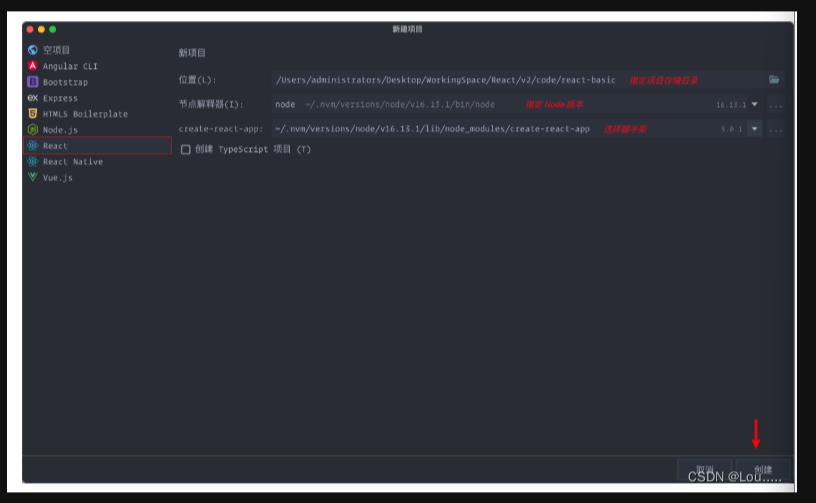 新建项目
空项目
Angular CLI
Bootstrap
Express
HTML5 Boilerplate
Node.js
React
React Native
Vue.js
新项目
位置(L): /Users/administrators/Desktop/WorkingSpace/React/v2/code/react-basic 指定项目存储目录
节点解释器(I): node ~/.nvm/versions/node/v16.13.1/bin/node 指定 Node 版本 16.13.1 ...
create-react-app: ~/.nvm/versions/node/v16.13.1/lib/node_modules/create-react-app 选择脚手架 5.0.1 ...
创建 TypeScript 项目 (T)
取消 创建
CSDN @Lou.....